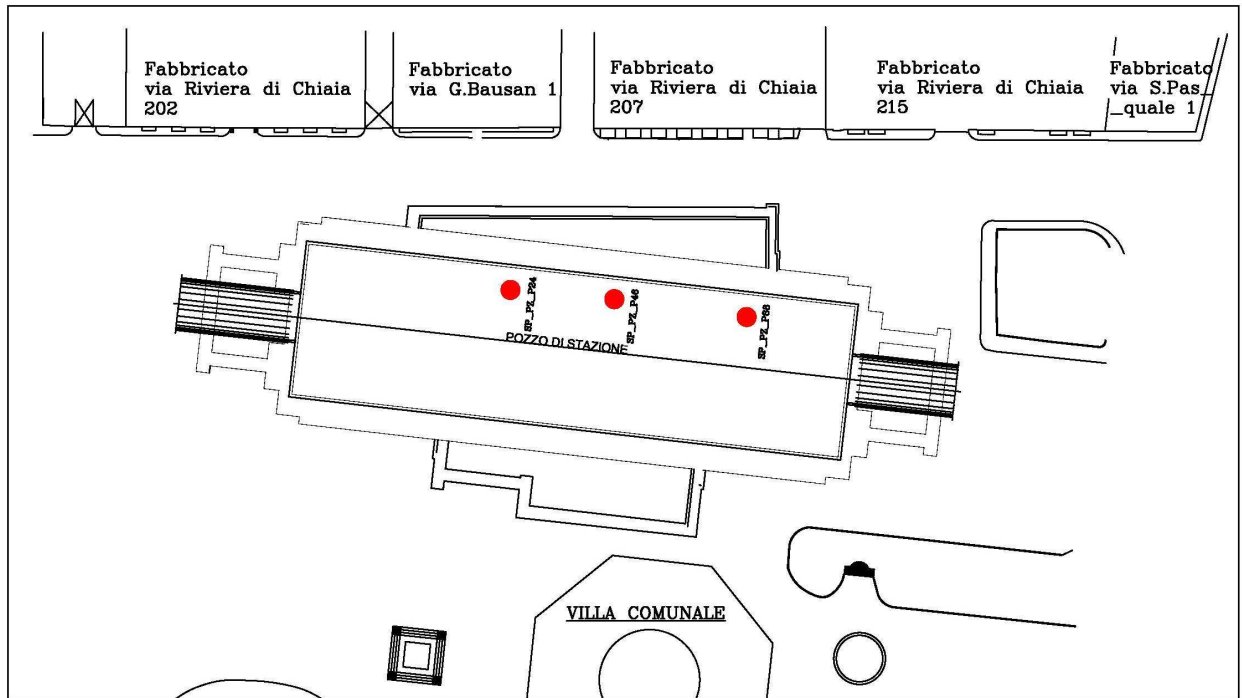 Fabbricato
via Riviera di Chiaia
202
Fabbricato
via G.Bausan 1
Fabbricato
via Riviera di Chiaia
207
Fabbricato
via Riviera di Chiaia
215
Fabbricato
via S.Pas_
_quale 1
SP_PZ_P24
SP_PZ_P46
SP_PZ_P68
POZZO DI STAZIONE
VILLA COMUNALE